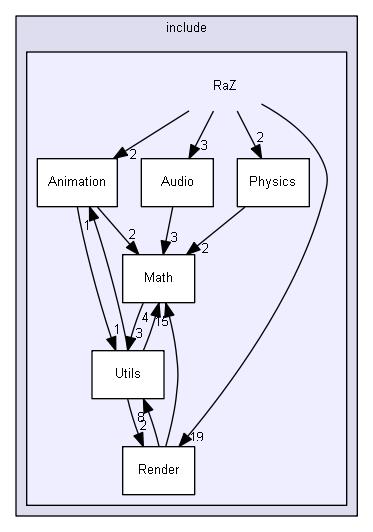 include
RaZ
2
3
2
Animation
Audio
Physics
1
2
3
2
Math
1
3
4
15
Utils
8
2
19
Render